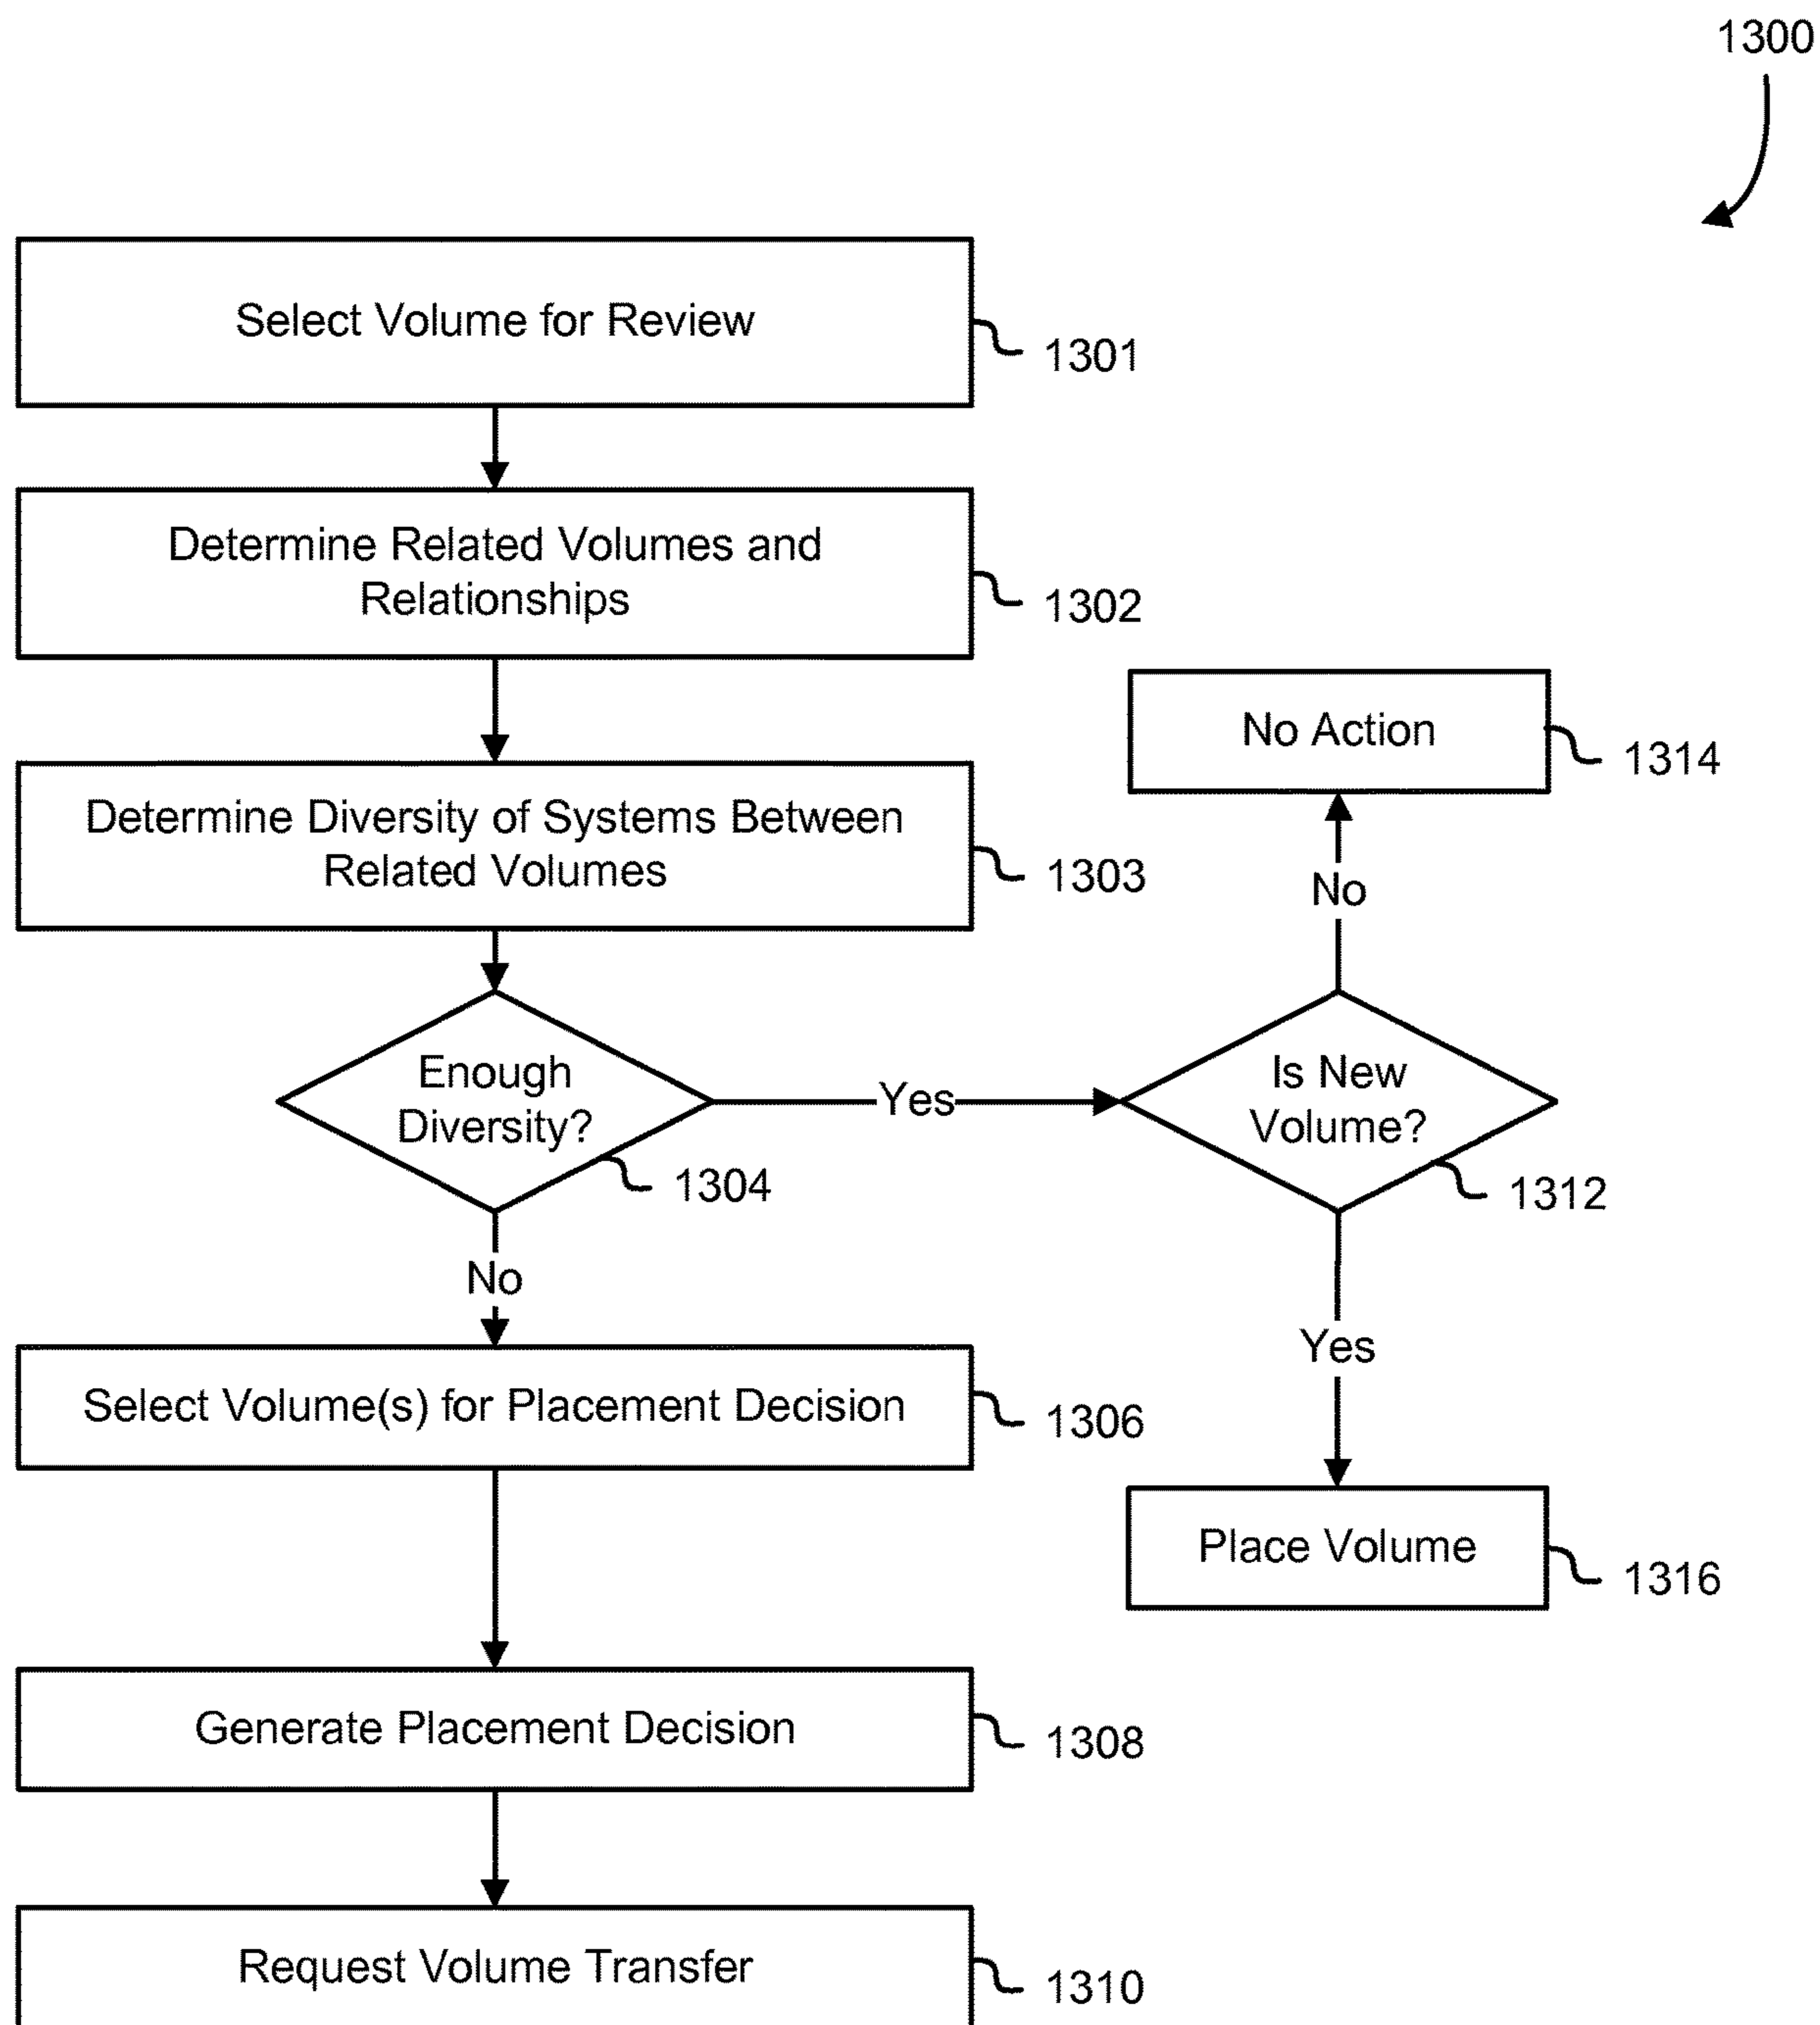 1300
Select Volume for Review
1301
Determine Related Volumes and
Relationships
1302
Determine Diversity of Systems Between
Related Volumes
1303
Enough
Diversity?
1304
Yes
Is New
Volume?
1312
No
No Action
1314
Yes
Place Volume
1316
No
Select Volume(s) for Placement Decision
1306
Generate Placement Decision
1308
Request Volume Transfer
1310